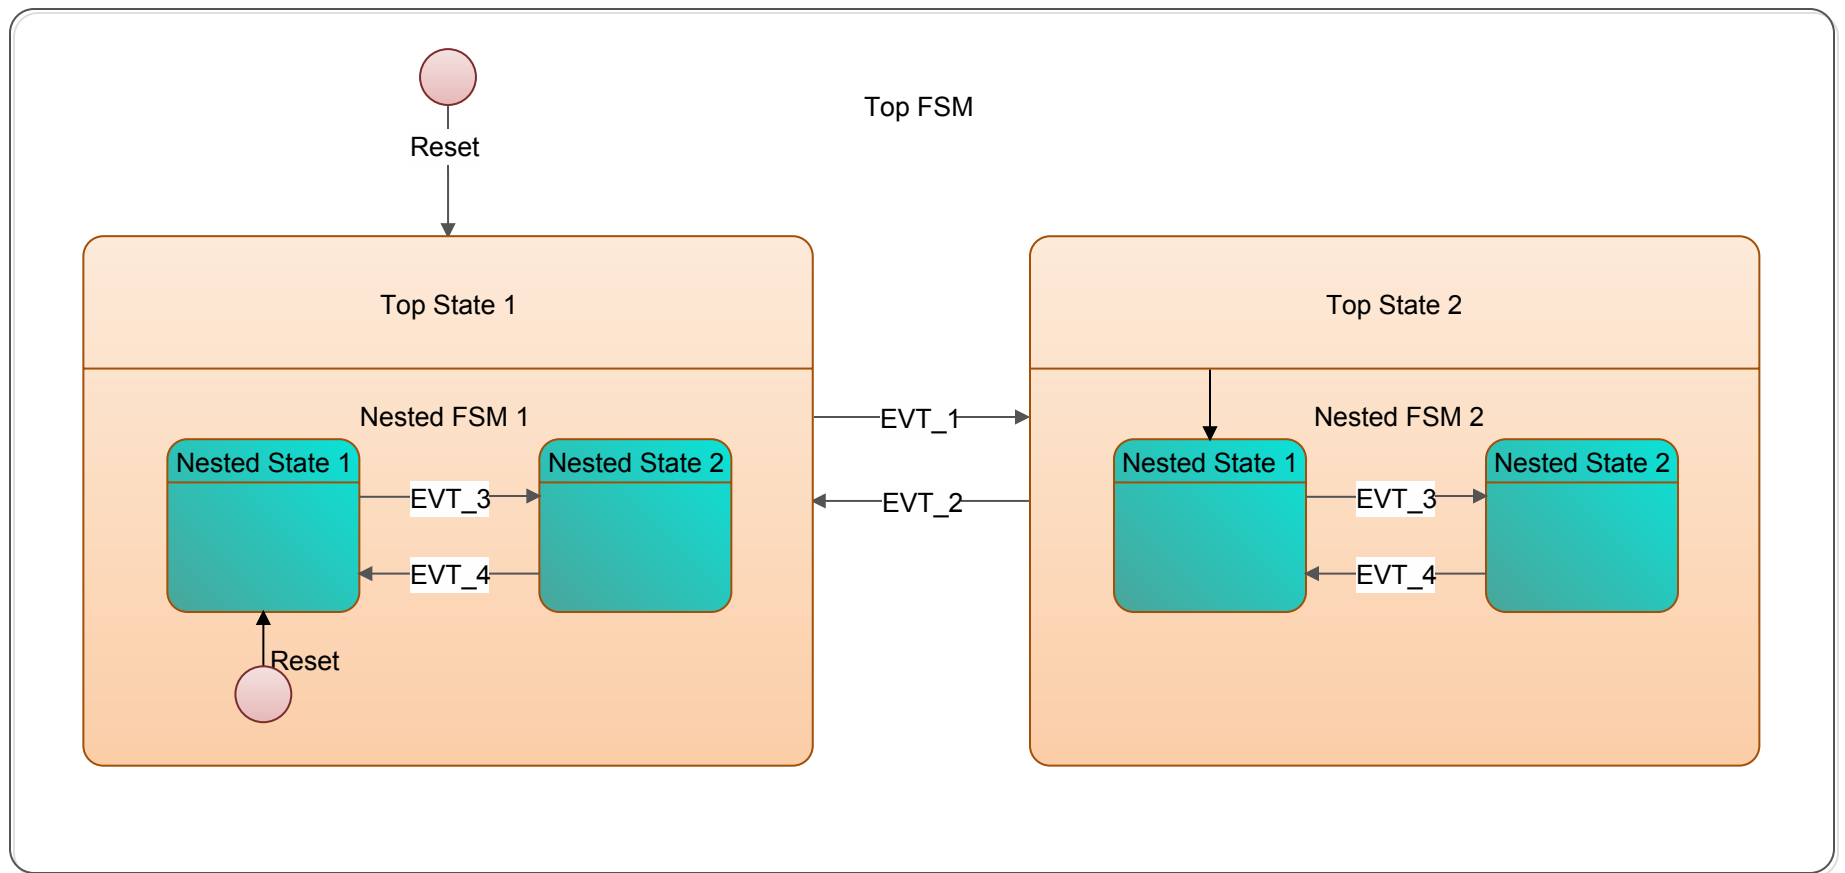 Top FSM
Reset
Top State 1
Top State 2
Nested FSM 1
EVT_1
Nested FSM 2
Nested State 1
Nested State 2
Nested State 1
Nested State 2
EVT_3
EVT_2
EVT_3
EVT_4
EVT_4
Reset